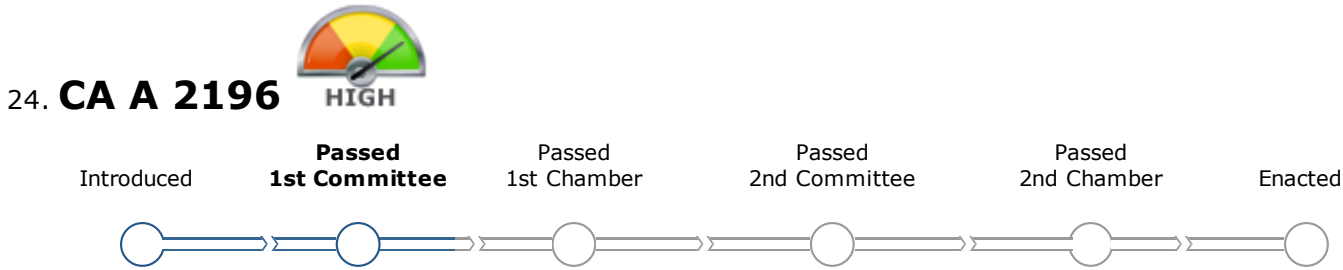 24. CA A 2196
HIGH
Introduced
Passed
1st Committee
Passed
1st Chamber
Passed
2nd Committee
Passed
2nd Chamber
Enacted